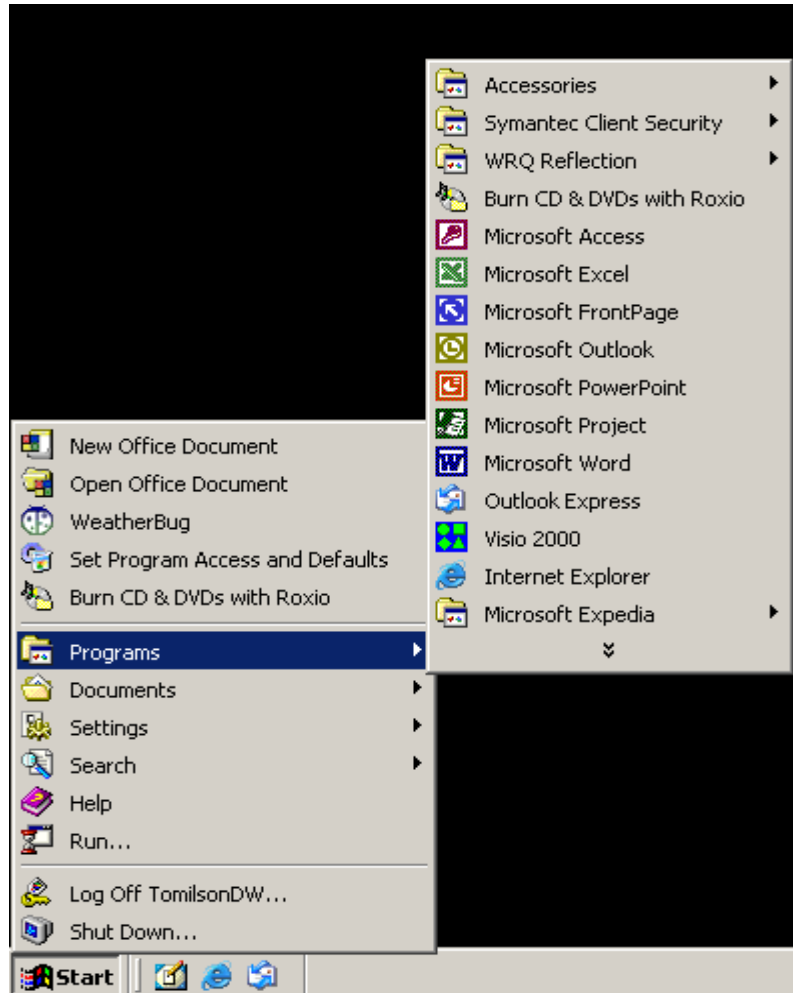 Accessories
Symantec Client Security
WRQ Reflection
Burn CD & DVDs with Roxio
Microsoft Access
Microsoft Excel
Microsoft FrontPage
Microsoft Outlook
Microsoft PowerPoint
Microsoft Project
Microsoft Word
Outlook Express
Visio 2000
Internet Explorer
Microsoft Expedia
New Office Document
Open Office Document
WeatherBug
Set Program Access and Defaults
Burn CD & DVDs with Roxio
Programs
Documents
Settings
Search
Help
Run...
Log Off TomilsonDW...
Shut Down...
Start